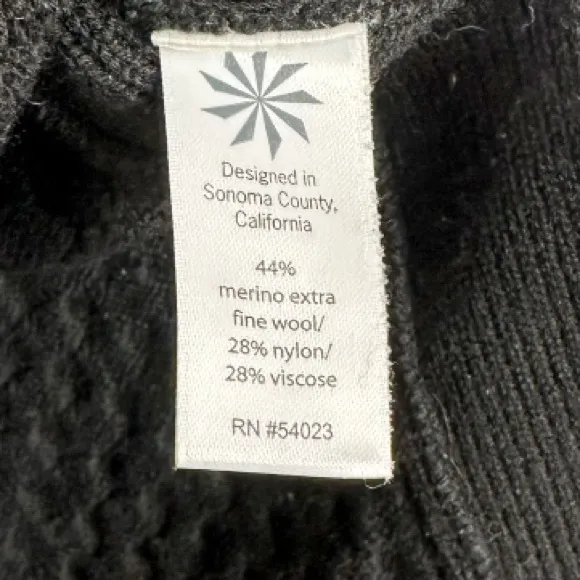 Designed in
Sonoma County,
California
44%
merino extra
fine wool/
28% nylon/
28% viscose
RN #54023